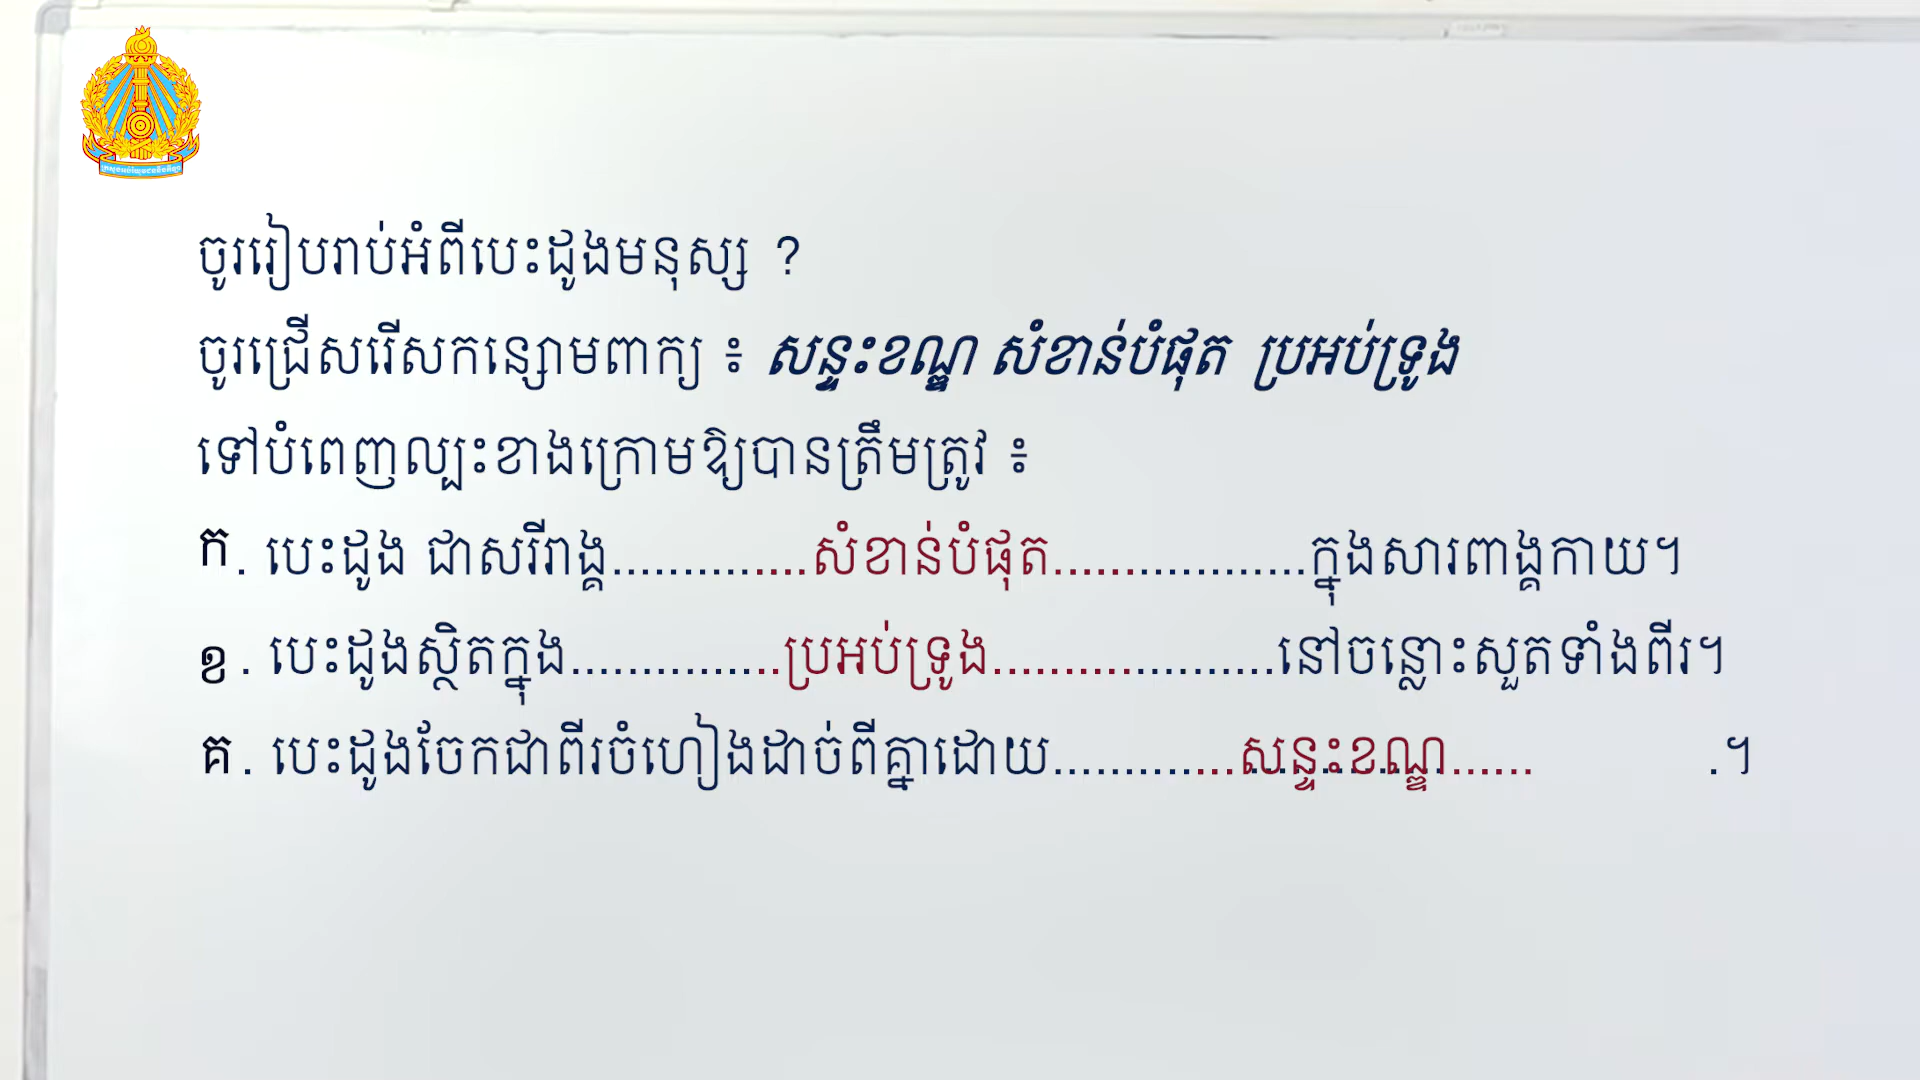 ចូររៀបរាប់អំពីបេះដូងមនុស្ស ?
ចូរជ្រើសរើសកន្សោមពាក្យ ៖ សន្ទះខណ្ឌ សំខាន់បំផុត ប្រអប់ទ្រូង
ទៅបំពេញល្បះខាងក្រោមឱ្យបានត្រឹមត្រូវ ៖
ក. បេះដូង ជាសរីរាង្គ..............សំខាន់បំផុត..................ក្នុងសារពាង្គកាយ។
ខ. បេះដូងស្ថិតក្នុង...............ប្រអប់ទ្រូង....................នៅចន្លោះសួតទាំងពីរ។
គ. បេះដូងចែកជាពីរចំហៀងដាច់ពីគ្នាដោយ.............សន្ទះខណ្ឌ...... .។